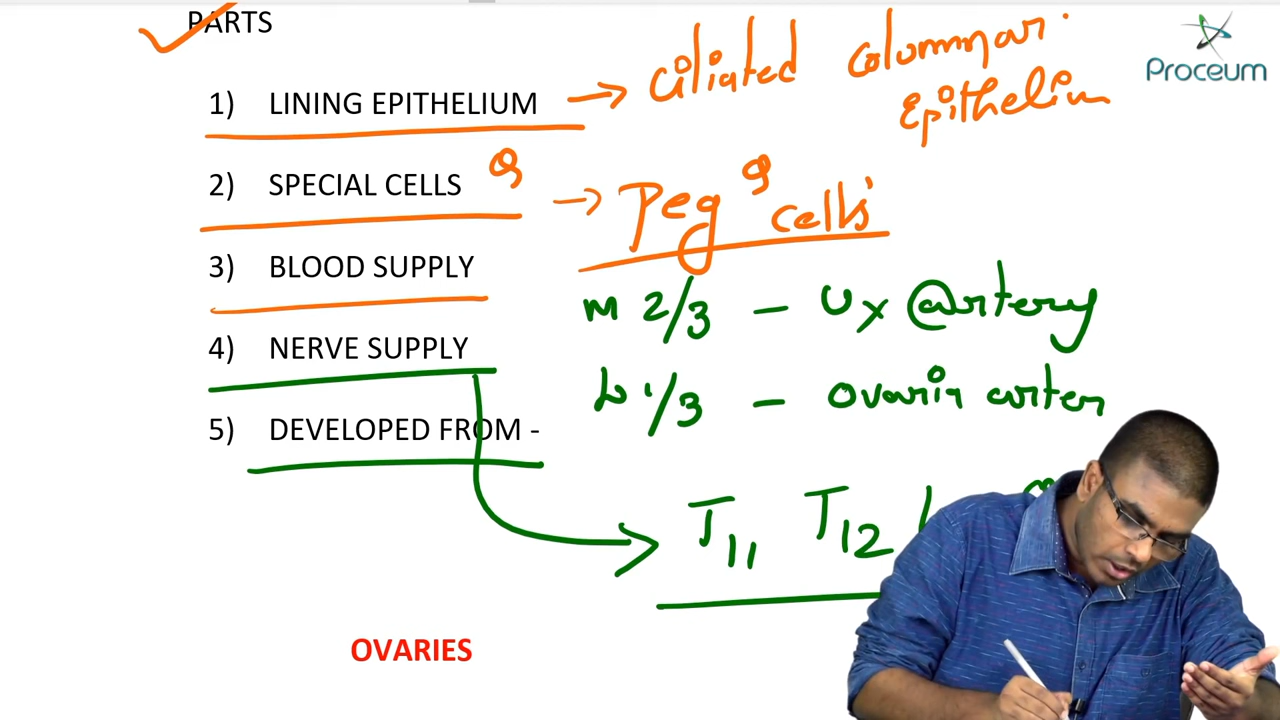 PARTS
Proceum
1) LINING EPITHELIUM → Ciliated Columnar
Epithelium
2) SPECIAL CELLS → Peg cells
3) BLOOD SUPPLY
m 2/3 - Ux artery
4) NERVE SUPPLY
L 1/3 - ovarian artery
5) DEVELOPED FROM -
T11 T12
OVARIES